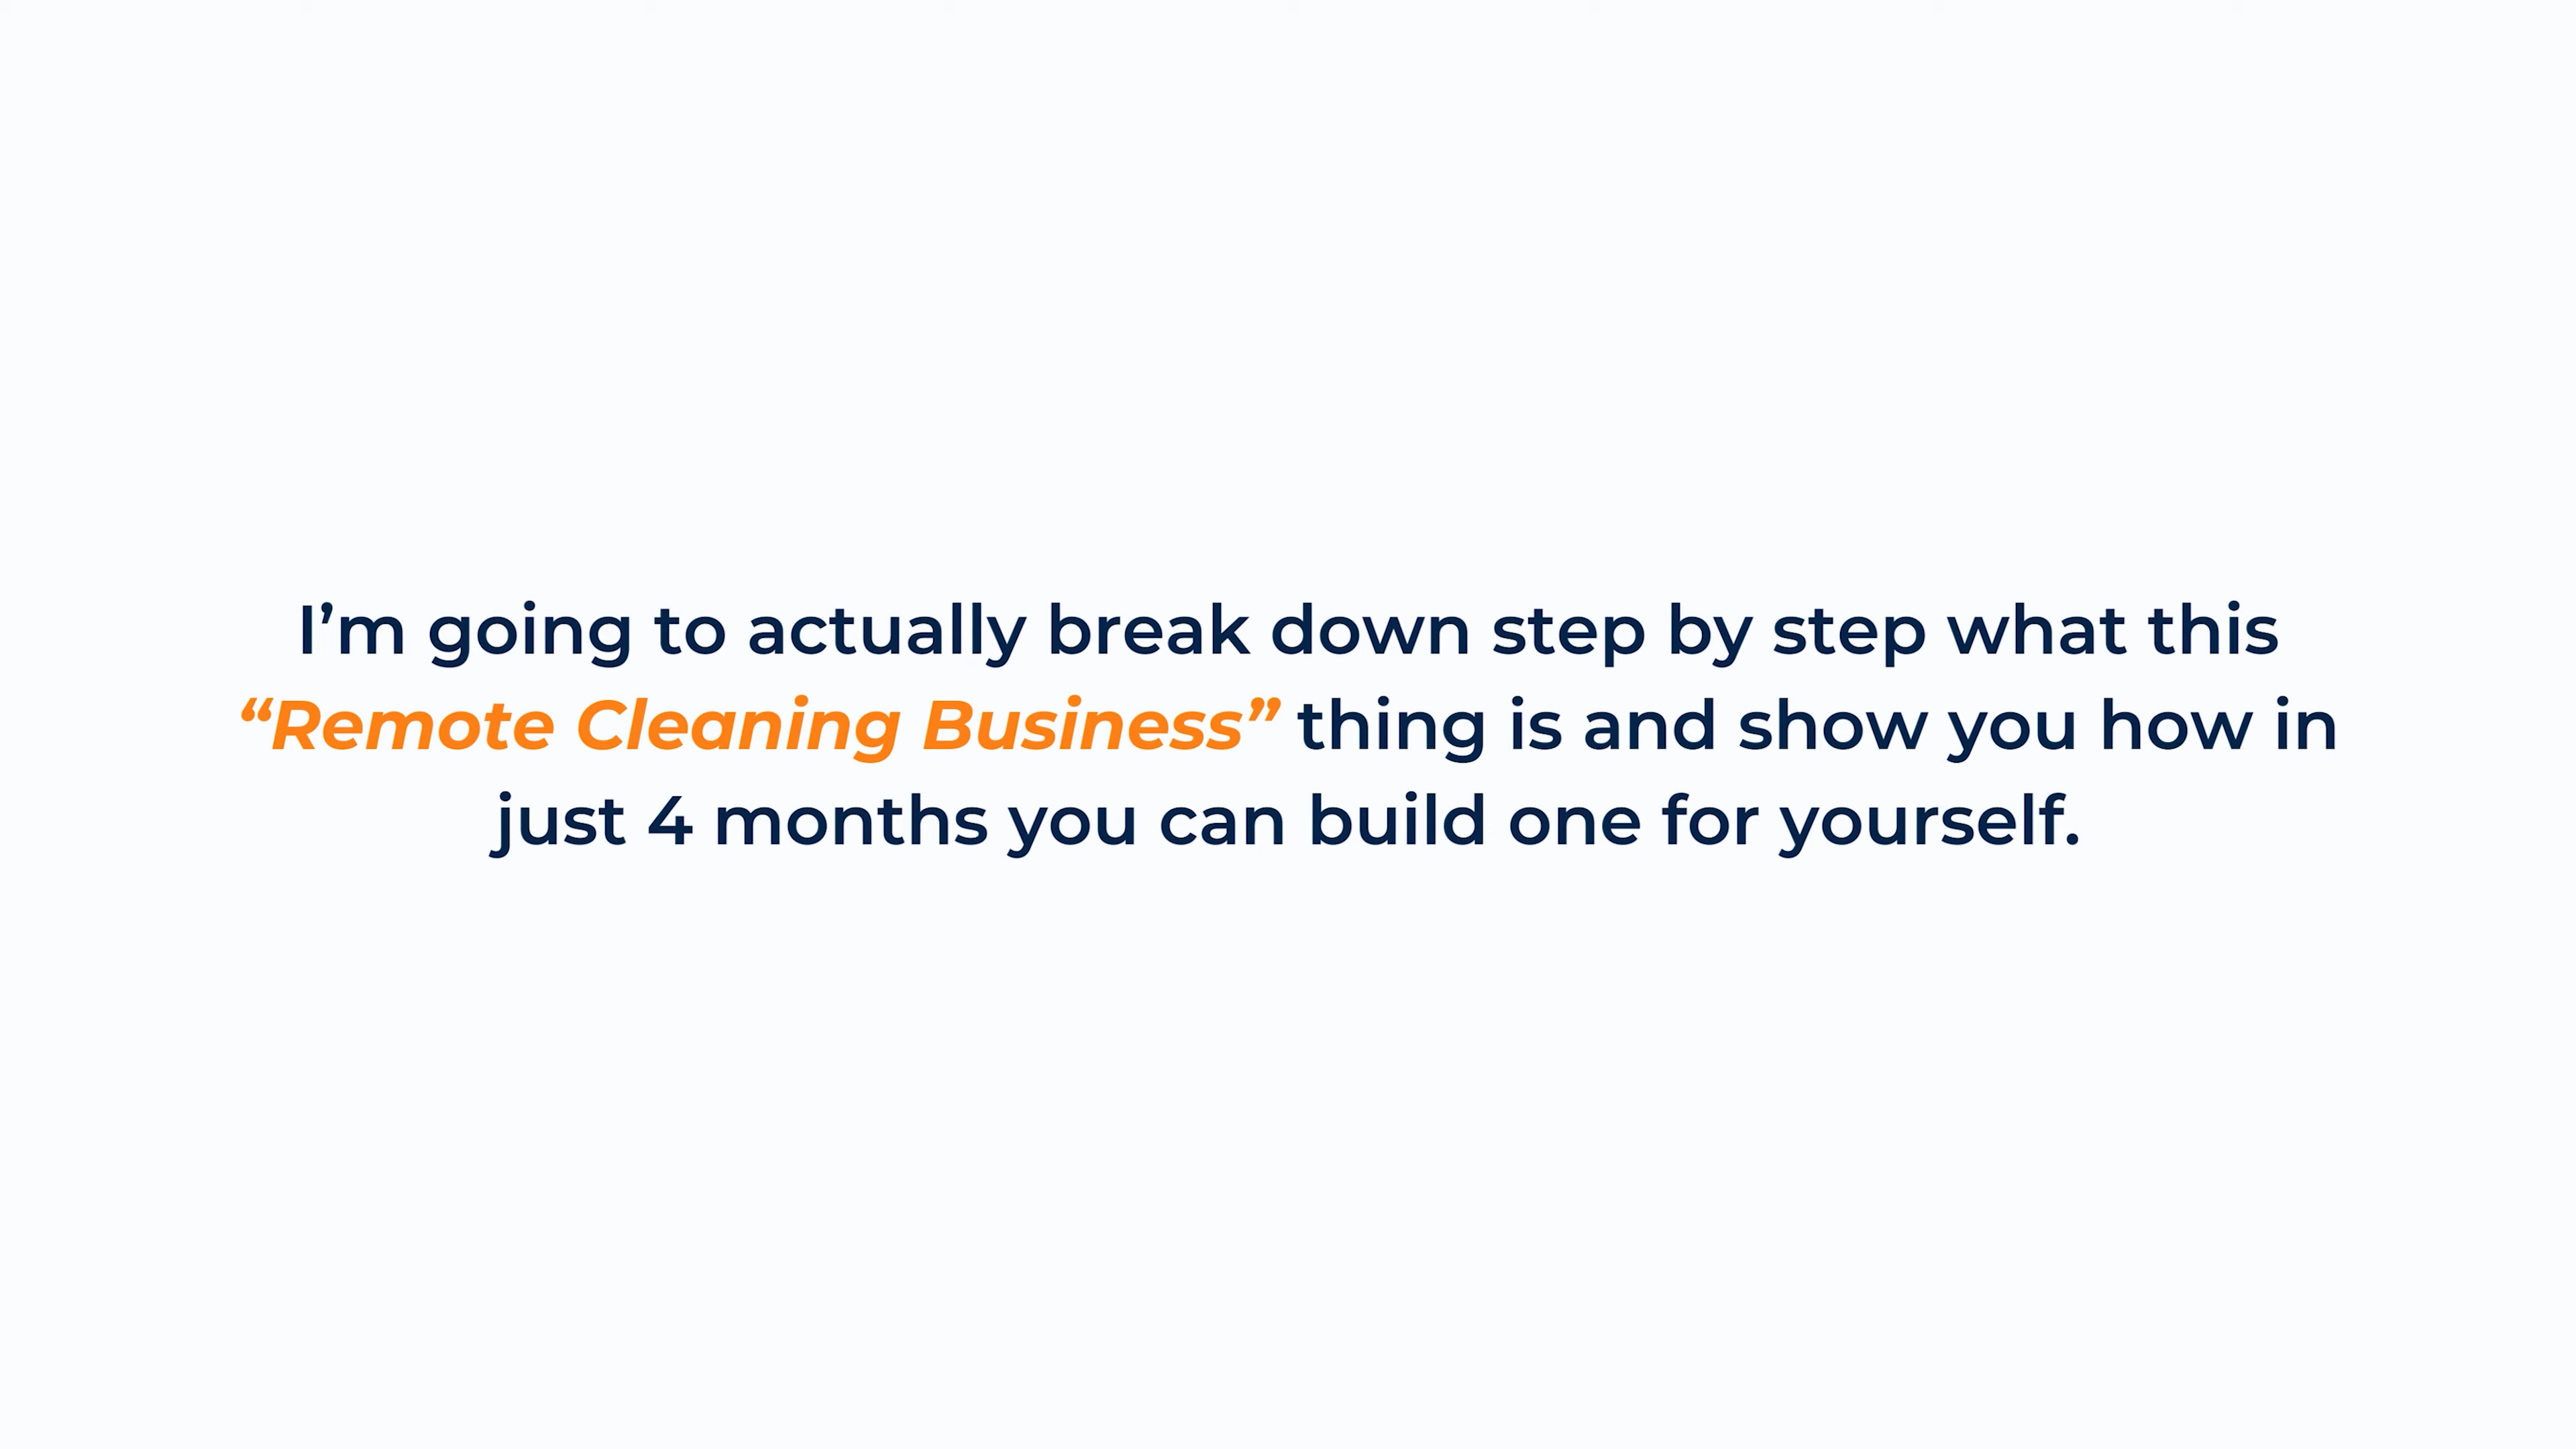 I’m going to actually break down step by step what this
“Remote Cleaning Business” thing is and show you how in
just 4 months you can build one for yourself.